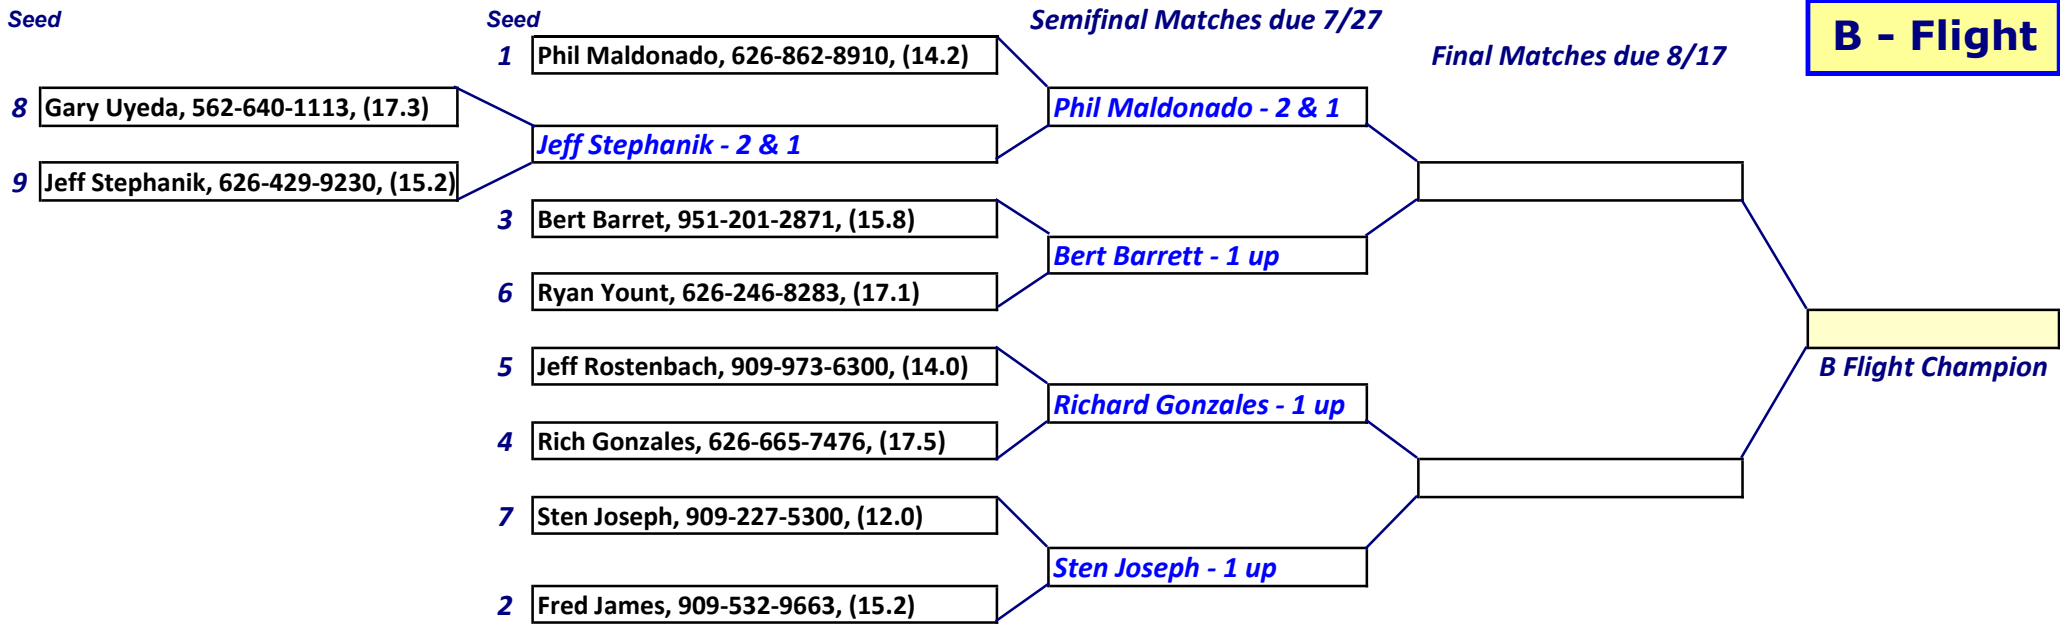 Seed
Seed
Semifinal Matches due 7/27
B - Flight
1
Phil Maldonado, 626-862-8910, (14.2)
Final Matches due 8/17
8
Gary Uyeda, 562-640-1113, (17.3)
Phil Maldonado - 2 & 1
Jeff Stephanik - 2 & 1
9
Jeff Stephanik, 626-429-9230, (15.2)
3
Bert Barret, 951-201-2871, (15.8)
Bert Barrett - 1 up
6
Ryan Yount, 626-246-8283, (17.1)
5
Jeff Rostenbach, 909-973-6300, (14.0)
B Flight Champion
Richard Gonzales - 1 up
4
Rich Gonzales, 626-665-7476, (17.5)
7
Sten Joseph, 909-227-5300, (12.0)
Sten Joseph - 1 up
2
Fred James, 909-532-9663, (15.2)